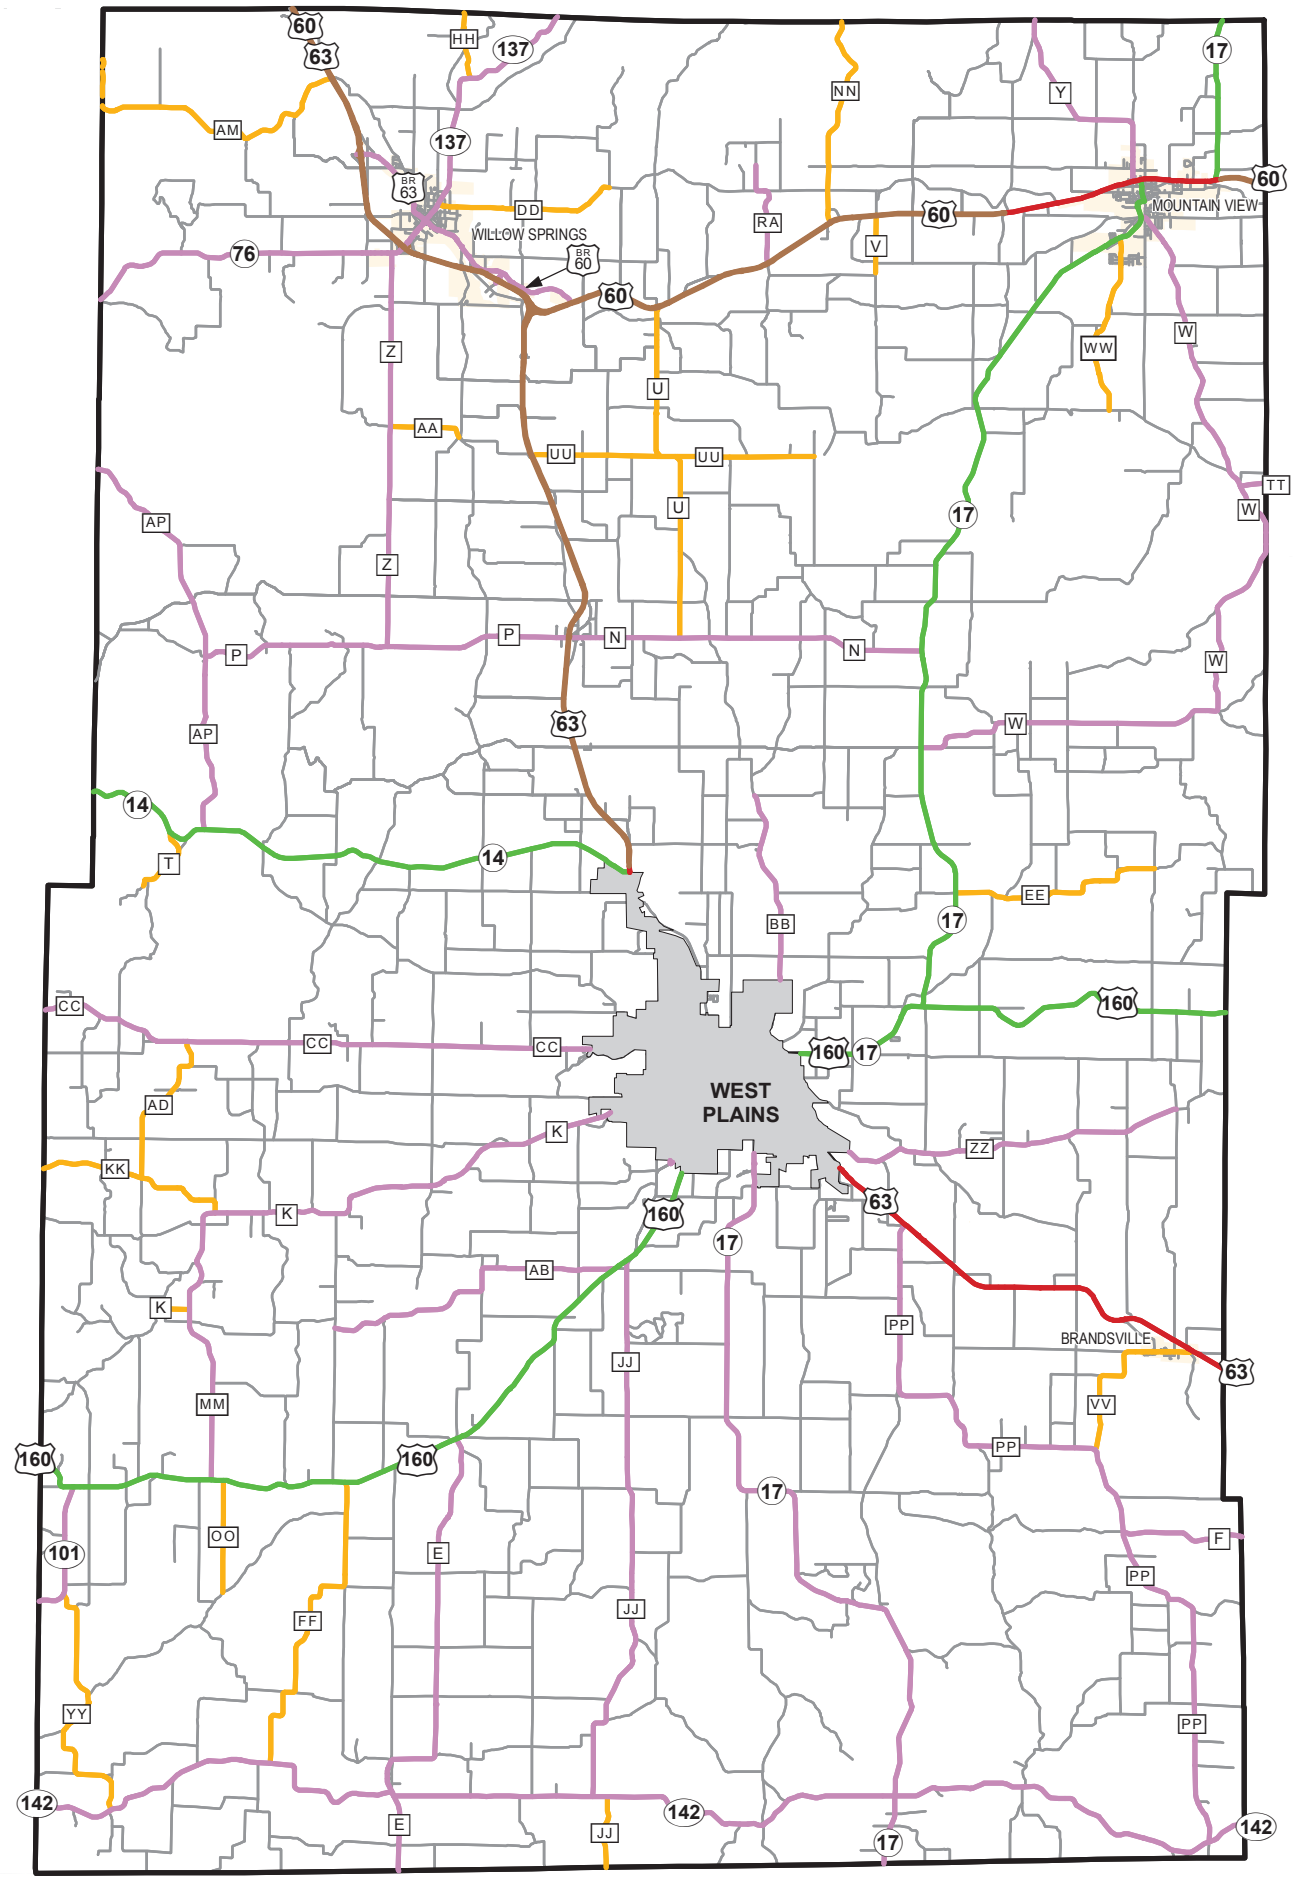 60
63
HH
137
17
Y
NN
AM
137
BR
63
60
DD
MOUNTAIN VIEW
60
RA
WILLOW SPRINGS
V
76
BR
60
60
W
Z
WW
U
AA
UU
UU
TT
U
W
AP
17
Z
P
N
N
P
W
63
W
AP
14
14
T
EE
17
BB
160
CC
CC
CC
160
17
WEST
PLAINS
AD
K
ZZ
KK
63
160
K
17
AB
K
PP
BRANDSVILLE
JJ
63
MM
VV
PP
160
160
17
OO
F
101
E
PP
JJ
FF
YY
PP
142
142
142
E
JJ
17